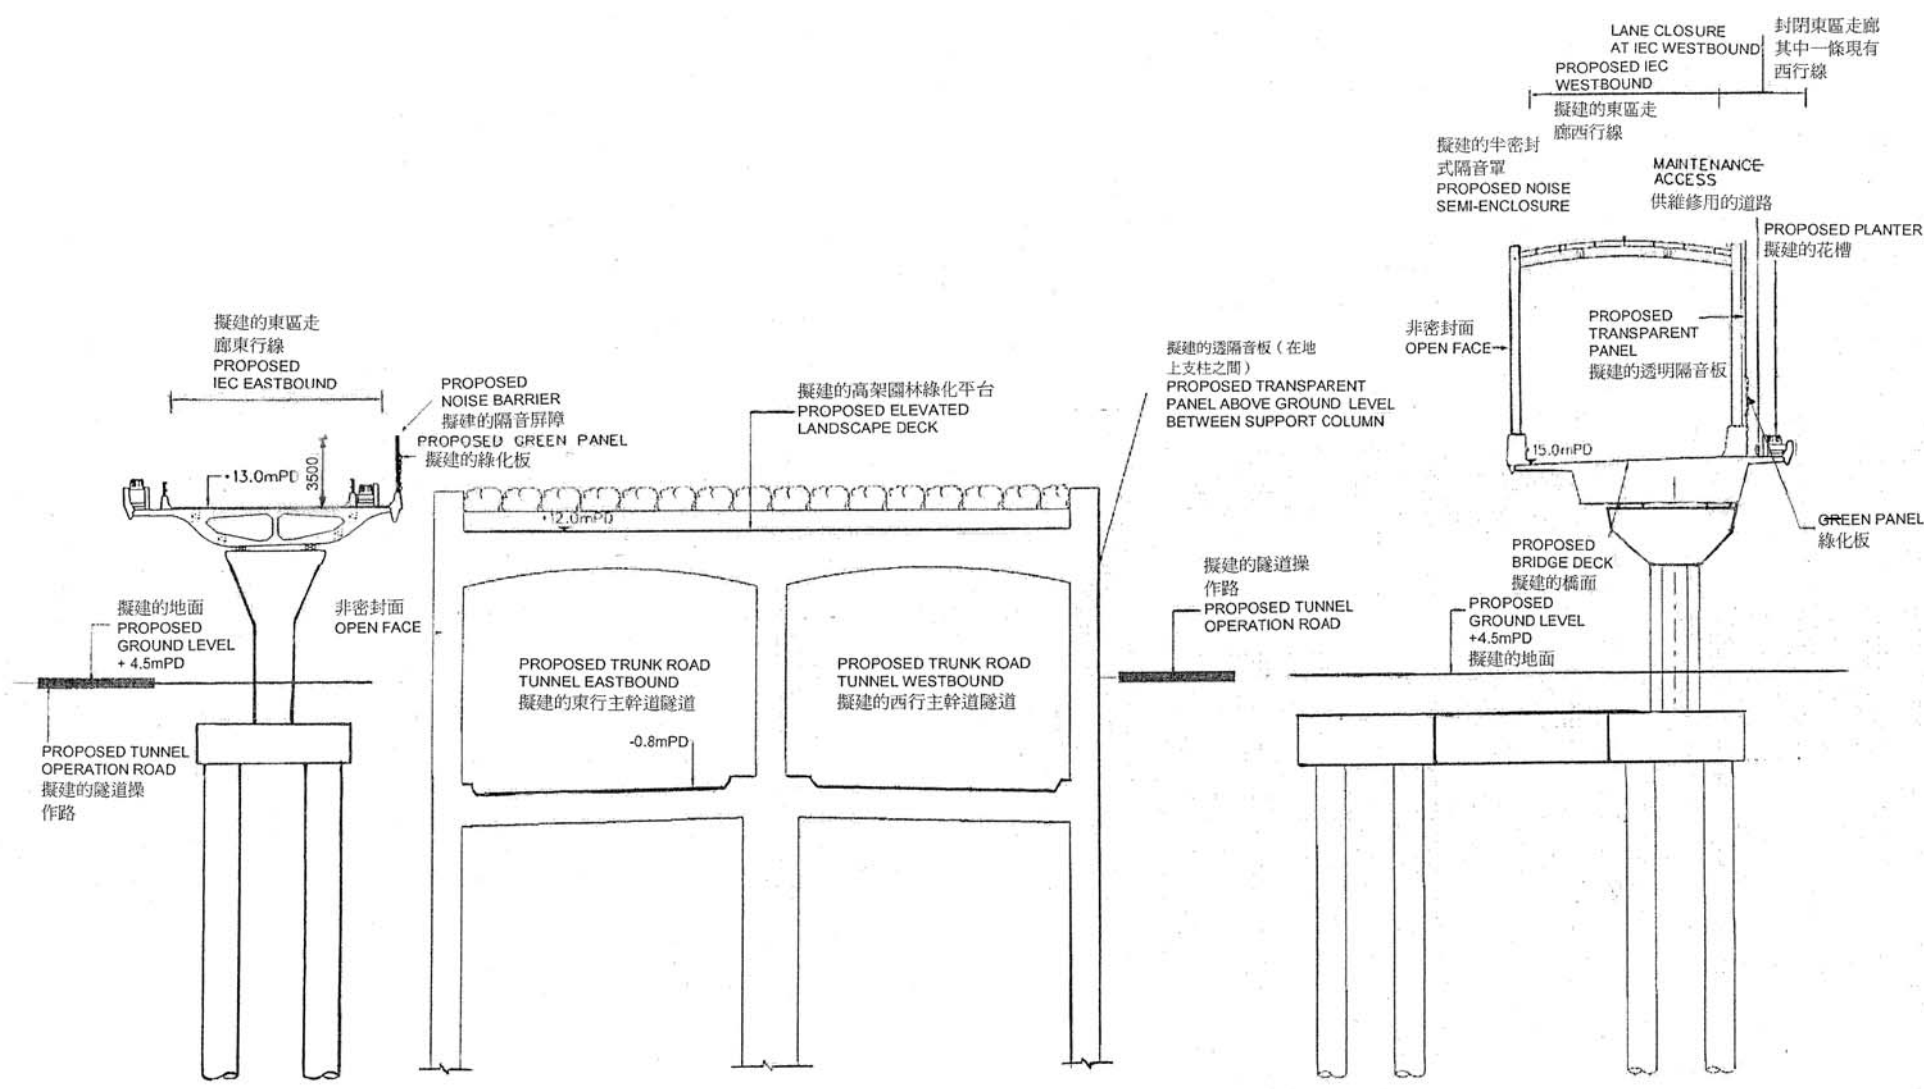 擬建的東區走
廊東行線
PROPOSED
IEC EASTBOUND
PROPOSED
NOISE BARRIER
擬建的隔音屏障
PROPOSED GREEN PANEL
擬建的綠化板
3500
+13.0mPD
擬建的地面
PROPOSED
GROUND LEVEL
+ 4.5mPD
非密封面
OPEN FACE
PROPOSED TUNNEL
OPERATION ROAD
擬建的隧道操
作路
擬建的高架園林綠化平台
PROPOSED ELEVATED
LANDSCAPE DECK
+12.0mPD
PROPOSED TRUNK ROAD
TUNNEL EASTBOUND
擬建的東行主幹道隧道
-0.8mPD
PROPOSED TRUNK ROAD
TUNNEL WESTBOUND
擬建的西行主幹道隧道
擬建的透隔音板（在地
上支柱之間）
PROPOSED TRANSPARENT
PANEL ABOVE GROUND LEVEL
BETWEEN SUPPORT COLUMN
擬建的隧道操
作路
PROPOSED TUNNEL
OPERATION ROAD
LANE CLOSURE
AT IEC WESTBOUND
封閉東區走廊
其中一條現有
西行線
PROPOSED IEC
WESTBOUND
擬建的東區走
廊西行線
擬建的半密封
式隔音罩
PROPOSED NOISE
SEMI-ENCLOSURE
MAINTENANCE
ACCESS
供維修用的道路
PROPOSED PLANTER
擬建的花槽
非密封面
OPEN FACE
PROPOSED
TRANSPARENT
PANEL
擬建的透明隔音板
15.0mPD
GREEN PANEL
綠化板
PROPOSED
BRIDGE DECK
擬建的橋面
PROPOSED
GROUND LEVEL
+4.5mPD
擬建的地面